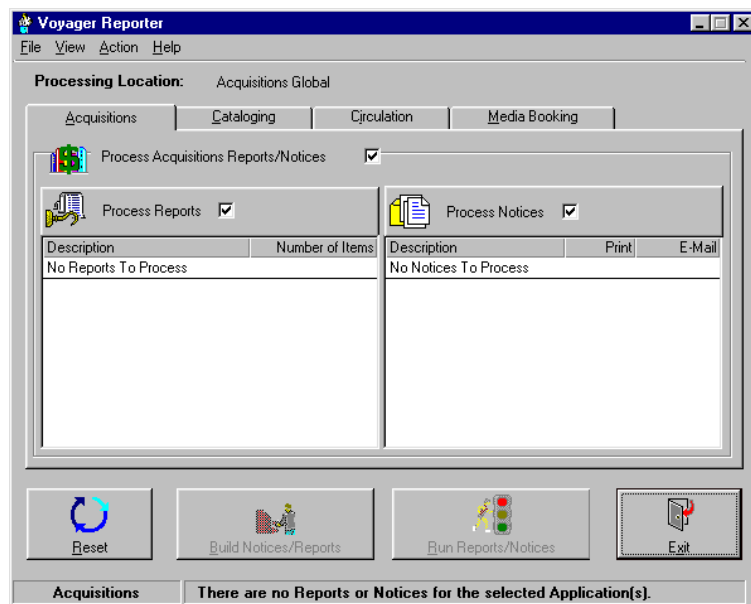 Voyager Reporter
File View Action Help
Processing Location: Acquisitions Global
Acquisitions Cataloging Circulation Media Booking
Process Acquisitions Reports/Notices
Process Reports Process Notices
Description Number of Items Description Print E-Mail
No Reports To Process No Notices To Process
Reset Build Notices/Reports Run Reports/Notices Exit
Acquisitions There are no Reports or Notices for the selected Application(s).